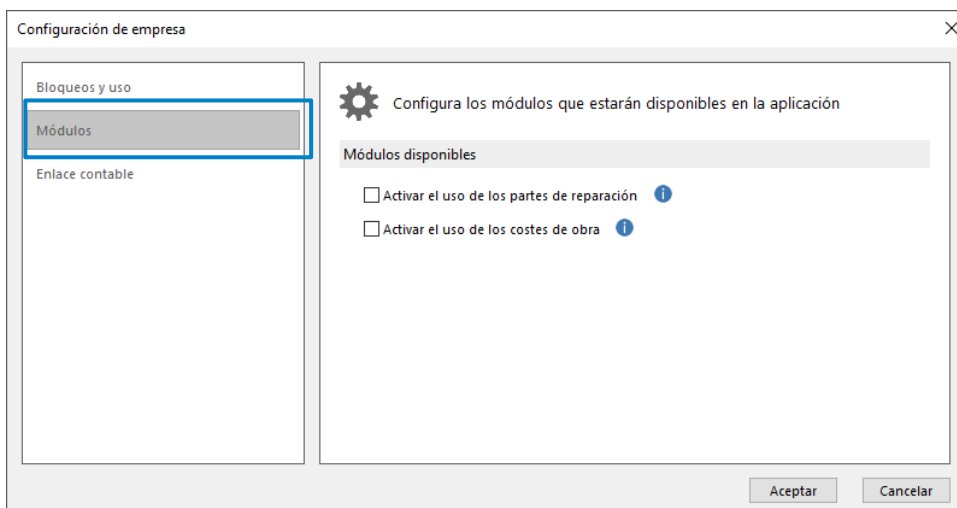 Configuración de empresa
Bloqueos y uso
Módulos
Enlace contable
Configura los módulos que estarán disponibles en la aplicación
Módulos disponibles
Activar el uso de los partes de reparación
Activar el uso de los costes de obra
Aceptar
Cancelar